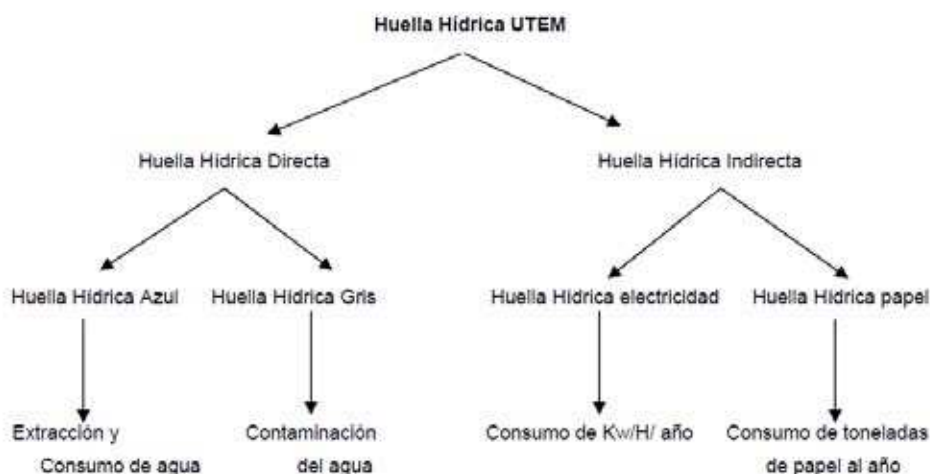 Huella Hídrica UTEM
Huella Hídrica Directa
Huella Hídrica Indirecta
Huella Hídrica Azul
Huella Hídrica Gris
Huella Hídrica electricidad
Huella Hídrica papel
Extracción y
Consumo de agua
Contaminación
del agua
Consumo de Kw/H/ año
Consumo de toneladas
de papel al año